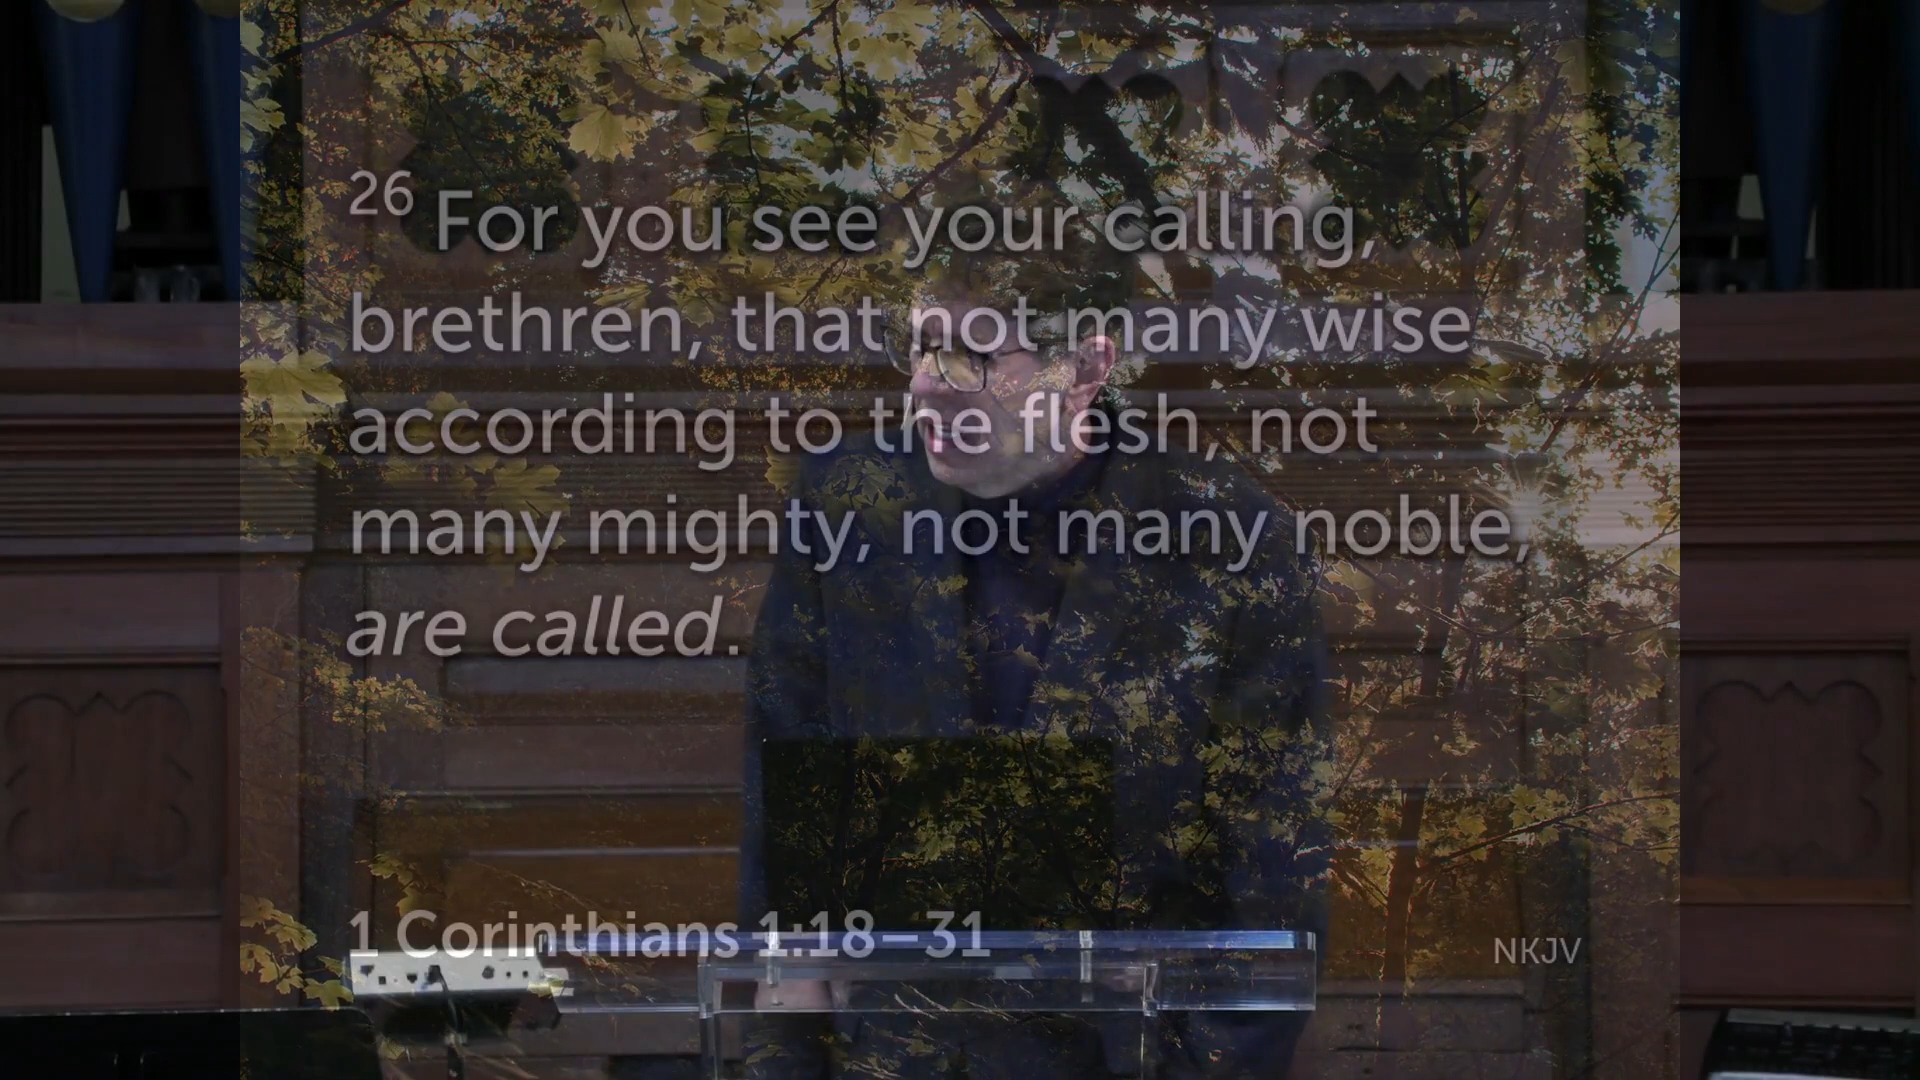 26 For you see your calling,
brethren, that not many wise
according to the flesh, not
many mighty, not many noble,
are called.
1 Corinthians 1:18–31
NKJV